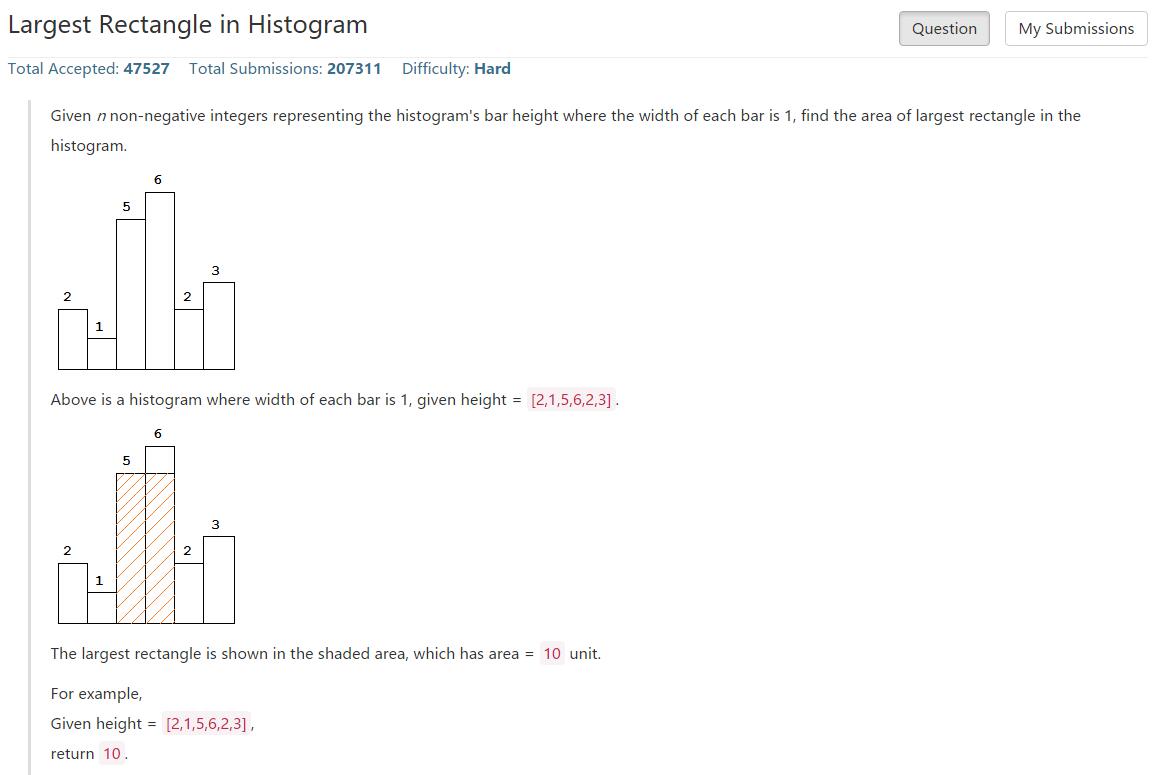 Largest Rectangle in Histogram
Question
My Submissions
Total Accepted: 47527 Total Submissions: 207311 Difficulty: Hard
Given n non-negative integers representing the histogram's bar height where the width of each bar is 1, find the area of largest rectangle in the
histogram.
6
5
3
2
2
1
Above is a histogram where width of each bar is 1, given height = [2,1,5,6,2,3] .
6
5
3
2
2
1
The largest rectangle is shown in the shaded area, which has area = 10 unit.
For example,
Given height = [2,1,5,6,2,3] ,
return 10 .